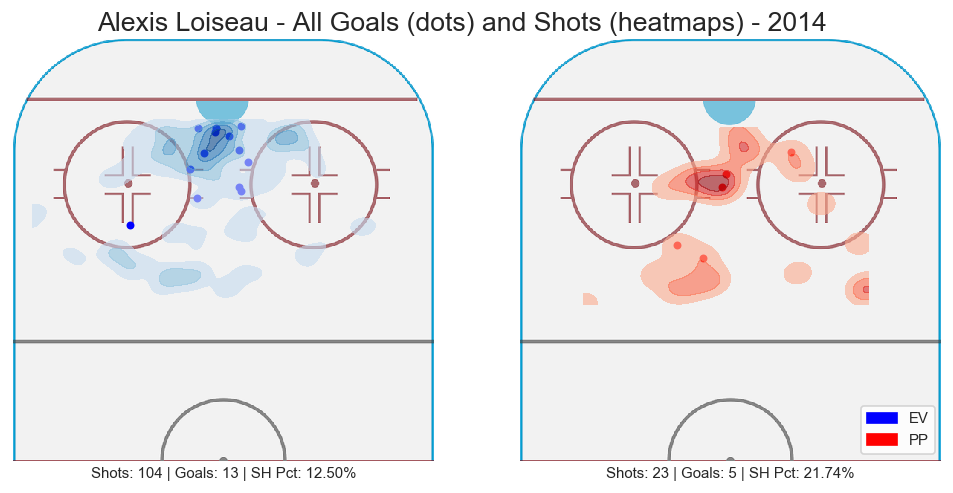 Alexis Loiseau - All Goals (dots) and Shots (heatmaps) - 2014
EV
PP
Shots: 104 | Goals: 13 | SH Pct: 12.50%
Shots: 23 | Goals: 5 | SH Pct: 21.74%